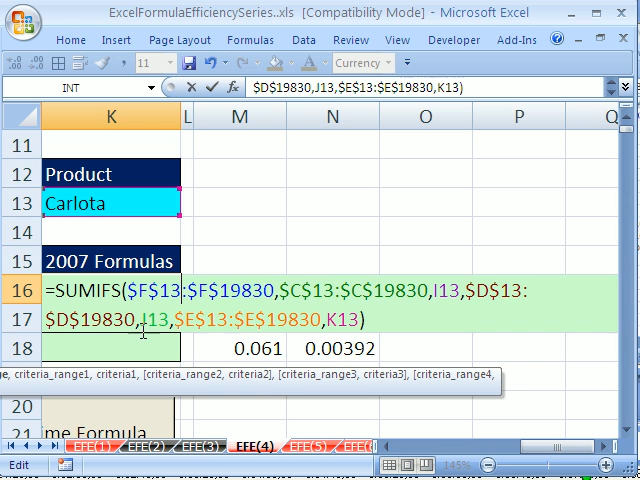 ExcelFormulaEfficiencySeries..xls [Compatibility Mode] - Microsoft Excel
Home Insert Page Layout Formulas Data Review View Developer Add-Ins
11 Currency
INT $D$19830,J13,$E$13:$E$19830,K13)
K L M N O P Q
11
12 Product
13 Carlota
14
15 2007 Formulas
16 =SUMIFS($F$13:$F$19830,$C$13:$C$19830,I13,$D$13:
17 $D$19830,J13,$E$13:$E$19830,K13)
18 0.061 0.00392
ge, criteria_range1, criteria1, [criteria_range2, criteria2], [criteria_range3, criteria3], [criteria_range4,
20
21 me Formula
EFE(1) EFE(2) EFE(3) EFE(4) EFE(5)
Edit 145%